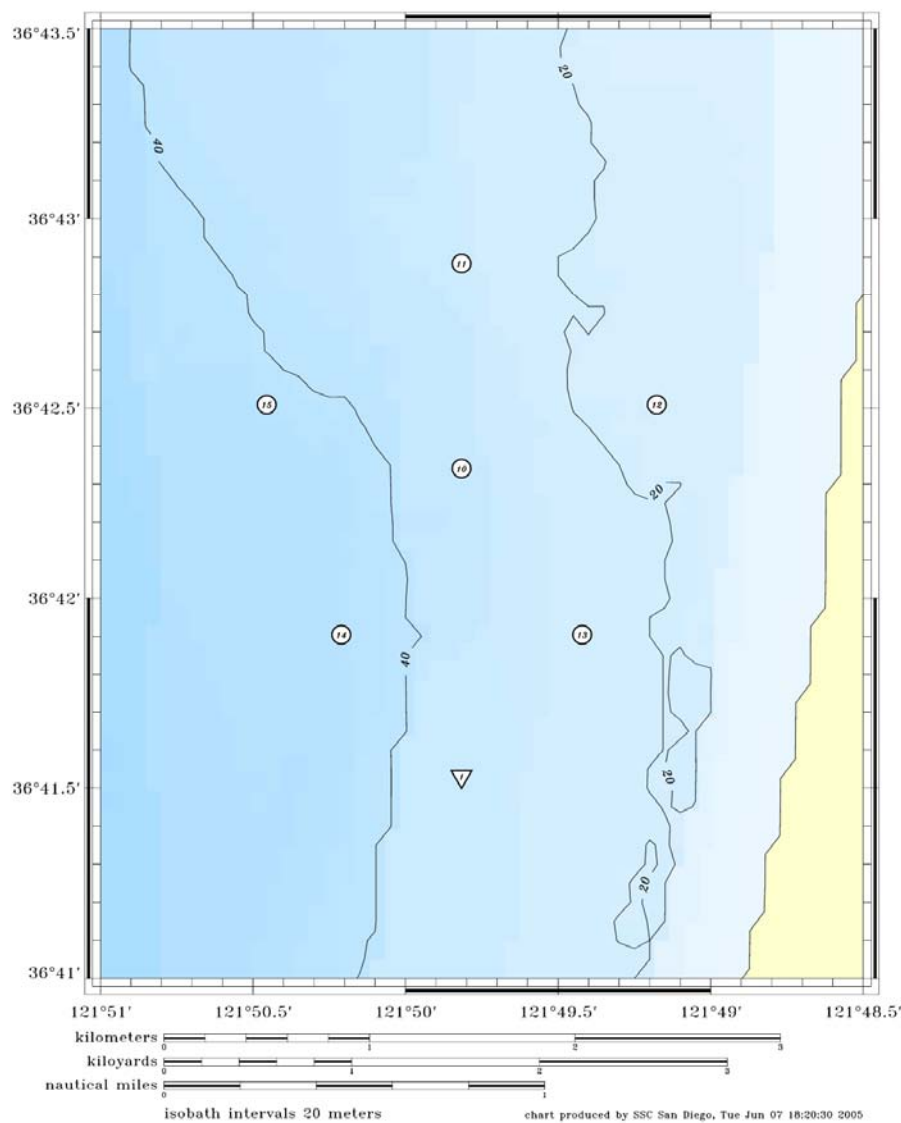 36°43.5'
20
40
36°43'
11
15
12
36°42.5'
10
20
36°42'
14
13
40
1
20
36°41.5'
20
36°41'
121°51' 121°50.5' 121°50' 121°49.5' 121°49' 121°48.5'
kilometers
0 1 2 3
kiloyards
0 1 2 3
nautical miles
0 1
isobath intervals 20 meters
chart produced by SSC San Diego, Tue Jun 07 18:20:30 2005